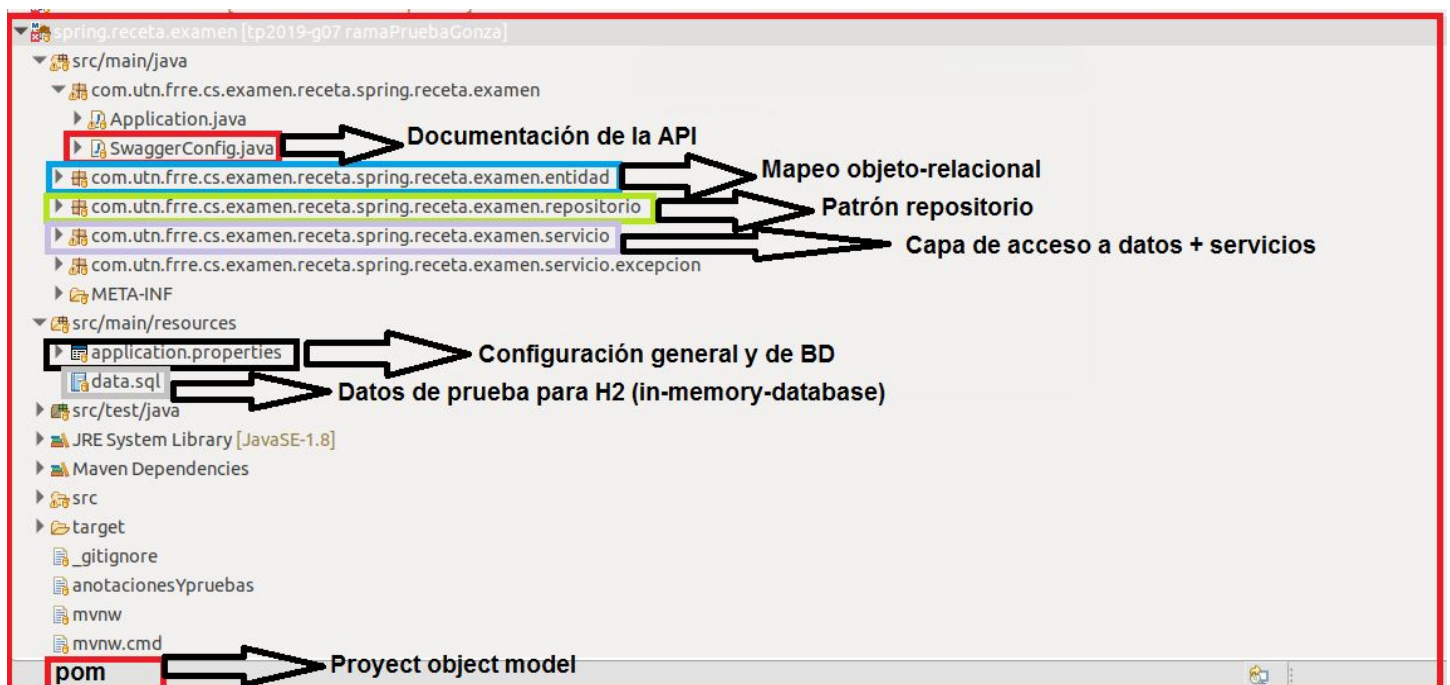 spring.receta.examen [tp2019-g07 ramaPruebaGonza]
src/main/java
com.utn.frre.cs.examen.receta.spring.receta.examen
Application.java
SwaggerConfig.java Documentación de la API
com.utn.frre.cs.examen.receta.spring.receta.examen.entidad Mapeo objeto-relacional
com.utn.frre.cs.examen.receta.spring.receta.examen.repositorio Patrón repositorio
com.utn.frre.cs.examen.receta.spring.receta.examen.servicio Capa de acceso a datos + servicios
com.utn.frre.cs.examen.receta.spring.receta.examen.servicio.excepcion
META-INF
src/main/resources
application.properties Configuración general y de BD
data.sql Datos de prueba para H2 (in-memory-database)
src/test/java
JRE System Library [JavaSE-1.8]
Maven Dependencies
src
target
_gitignore
anotacionesYpruebas
mvnw
mvnw.cmd
pom Proyect object model